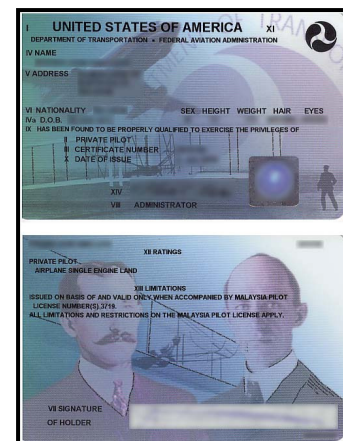 I UNITED STATES OF AMERICA XI
DEPARTMENT OF TRANSPORTATION • FEDERAL AVIATION ADMINISTRATION
IV NAME
V ADDRESS
VI NATIONALITY SEX HEIGHT WEIGHT HAIR EYES
IVa D.O.B.
IX HAS BEEN FOUND TO BE PROPERLY QUALIFIED TO EXERCISE THE PRIVILEGES OF
II PRIVATE PILOT
III CERTIFICATE NUMBER
X DATE OF ISSUE
XIV
VIII ADMINISTRATOR
XII RATINGS
PRIVATE PILOT
AIRPLANE SINGLE ENGINE LAND
XIII LIMITATIONS
ISSUED ON BASIS OF AND VALID ONLY WHEN ACCOMPANIED BY MALAYSIA PILOT
LICENSE NUMBER(S) 3719.
ALL LIMITATIONS AND RESTRICTIONS ON THE MALAYSIA PILOT LICENSE APPLY.
VII SIGNATURE
OF HOLDER